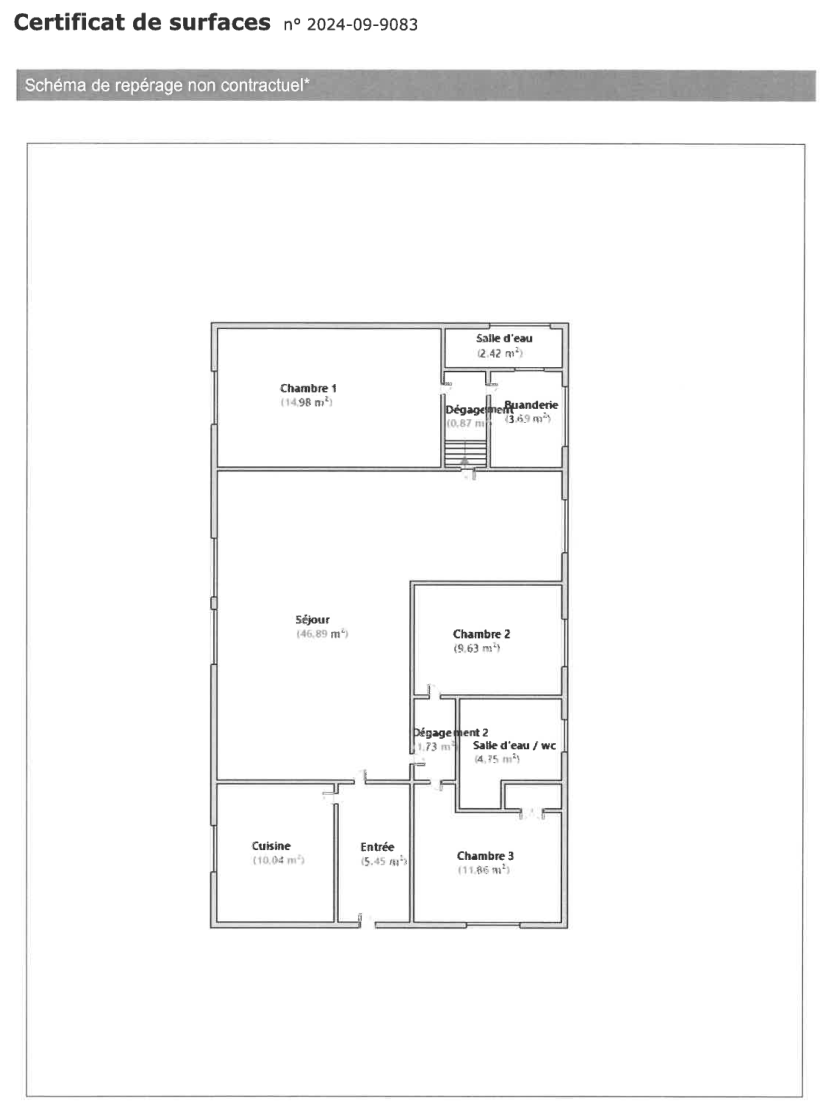 Certificat de surfaces n° 2024-09-9083
Schéma de repérage non contractuel*
Salle d'eau
(2.42 m²)
Chambre 1
(14.98 m²)
Dégagement
(0.87 m
Buanderie
(3.69 m²)
Séjour
(46.89 m²)
Chambre 2
(9.63 m²)
Dégagement 2
1.73 m²
Salle d'eau / wc
(4.75 m²)
Cuisine
(10.04 m²)
Entrée
(5.45 m²)
Chambre 3
(11.86 m²)